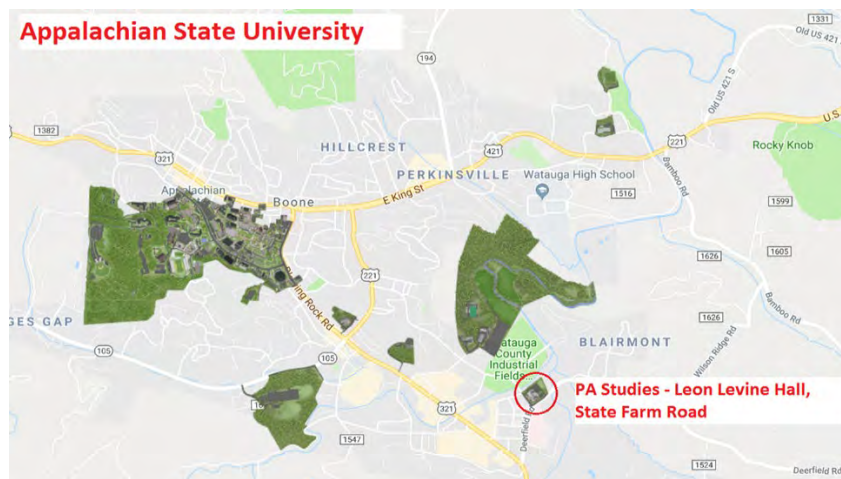 Appalachian State University
1331
Old US 421 S
194
1382
321
HILLCREST
421
221
U.S
Old US 421 S
Rocky Knob
PERKINSVILLE
Watauga High School
Bamboo Rd
Appalachian
Boone
E King St
1516
1599
221
1626
1605
ing Rock Rd
GES GAP
1626
Bamboo Rd
105
105
atauga
County
Industrial
Fields
BLAIRMONT
Wilson Ridge Rd
321
PA Studies - Leon Levine Hall,
State Farm Road
Deerfield Rd
1547
1524
Deerfield Rd